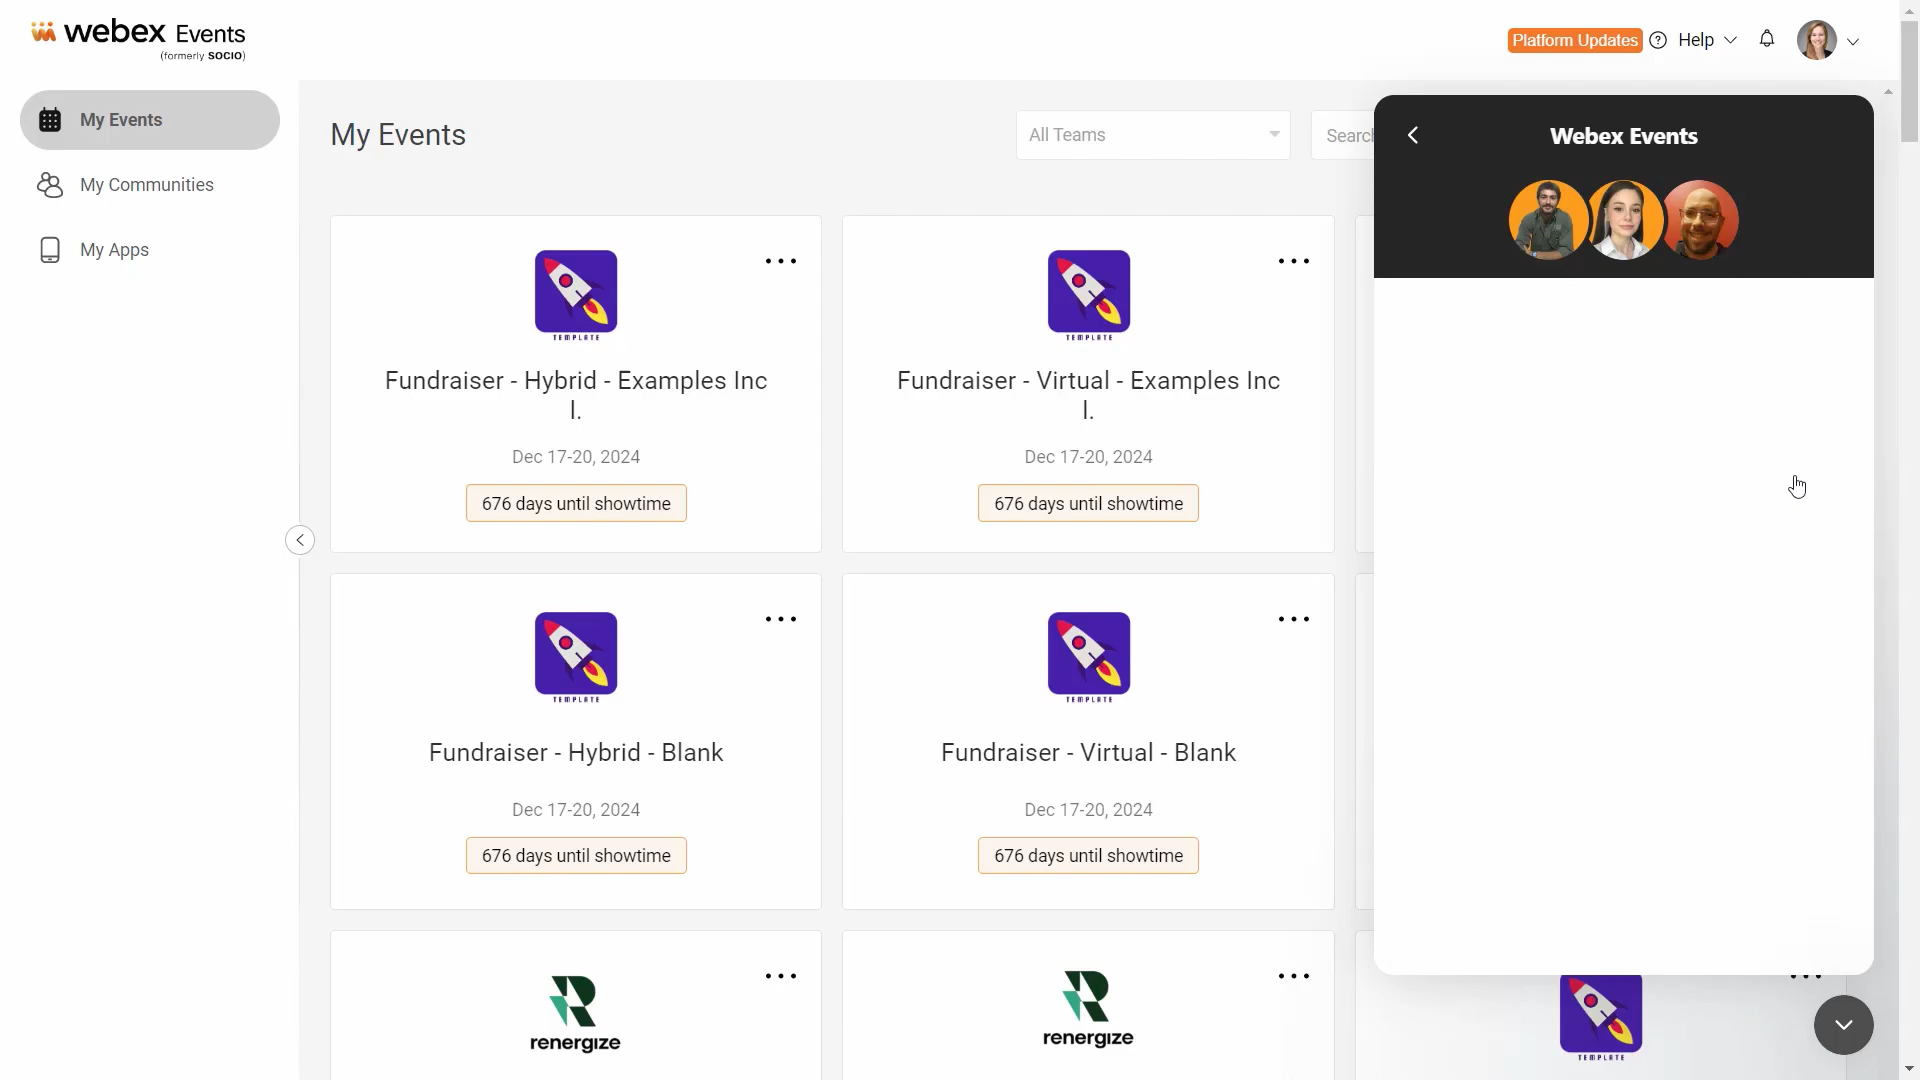 webex Events
(formerly SOCIO)
Platform Updates
Help
My Events
My Communities
My Apps
My Events
All Teams
Search
Webex Events
TEMPLATE
Fundraiser - Hybrid - Examples Inc
I.
Dec 17-20, 2024
676 days until showtime
TEMPLATE
Fundraiser - Virtual - Examples Inc
I.
Dec 17-20, 2024
676 days until showtime
TEMPLATE
Fundraiser - Hybrid - Blank
Dec 17-20, 2024
676 days until showtime
TEMPLATE
Fundraiser - Virtual - Blank
Dec 17-20, 2024
676 days until showtime
renergize
renergize
TEMPLATE